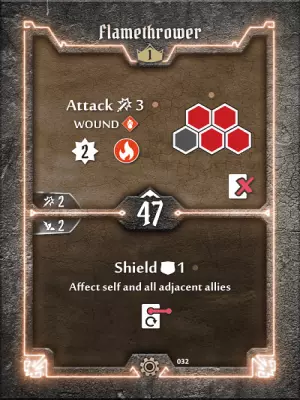 Flamethrower
1
Attack 3
WOUND
2
2
47
2
Shield 1
Affect self and all adjacent allies
032